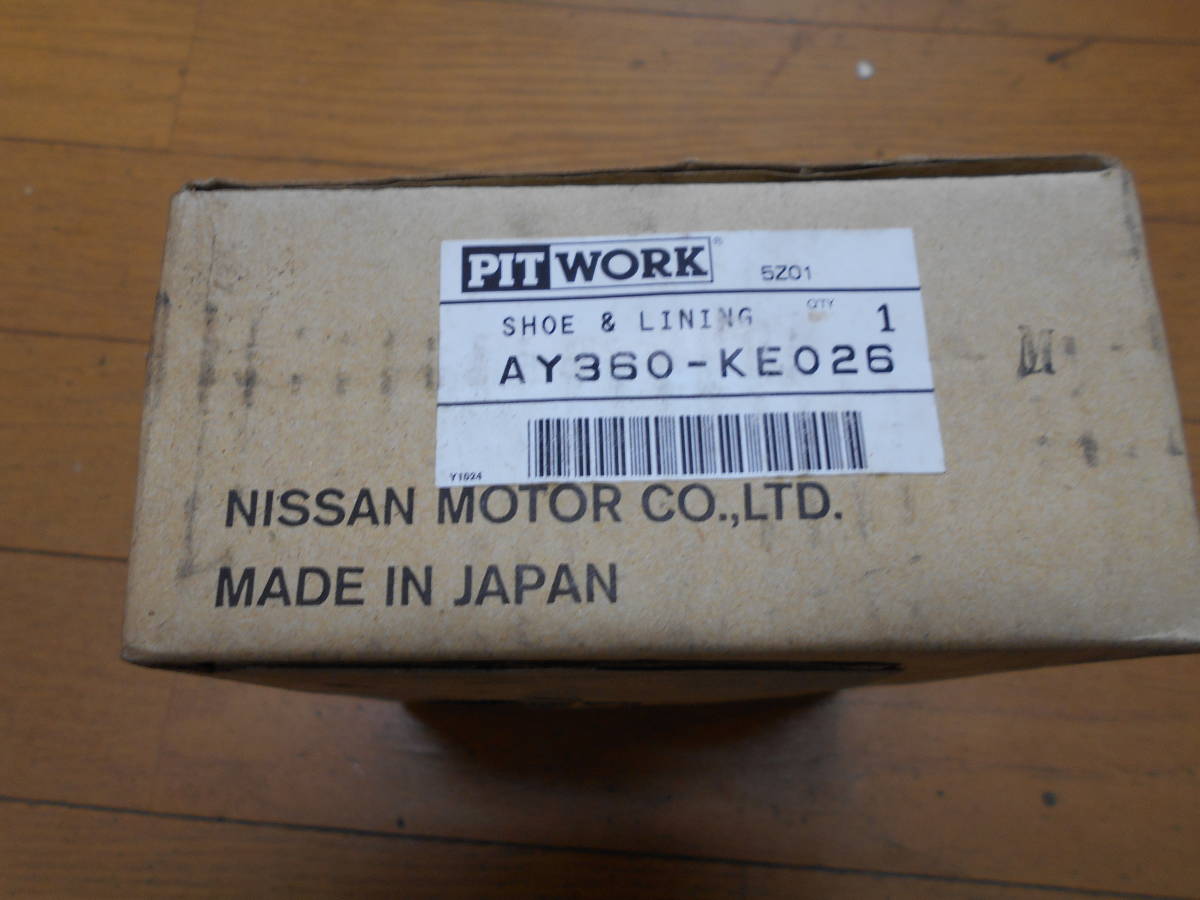 PIT WORK ® 5Z01
SHOE & LINING QTY 1
AY360-KE026
Y1024
NISSAN MOTOR CO.,LTD.
MADE IN JAPAN
M